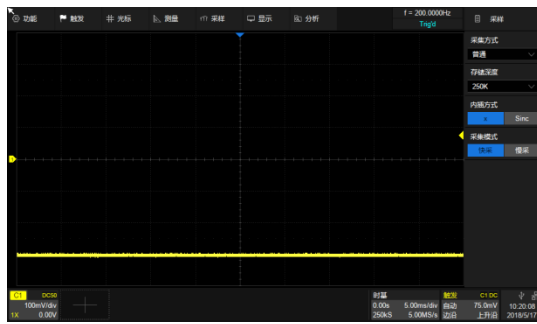 功能 触发 光标 测量 采样 显示 分析 f = 200.0000Hz
Trig'd
采样
采集方式
普通
存储深度
250K
内插方式
x Sinc
采集模式
快采 慢采
C1 DC50
100mV/div
1X 0.00V
时基
0.00s 5.00ms/div
250kS 5.00MS/s
触发 C1 DC
自动 75.0mV
边沿 上升沿
10:20:08
2018/5/17